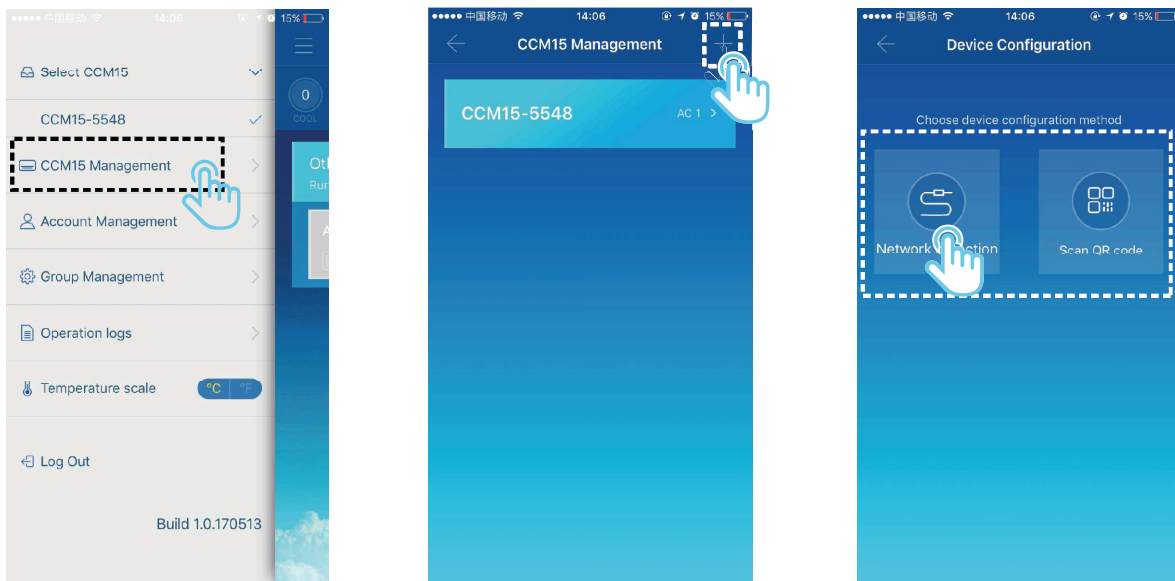 中国移动 14:06 15%
Select CCM15
CCM15-5548
CCM15 Management
Account Management
Group Management
Operation logs
Temperature scale °C °F
Log Out
Build 1.0.170513
0
COOL
中国移动 14:06 15%
CCM15 Management
CCM15-5548 AC 1
中国移动 14:06 15%
Device Configuration
Choose device configuration method
Network
Scan QR code